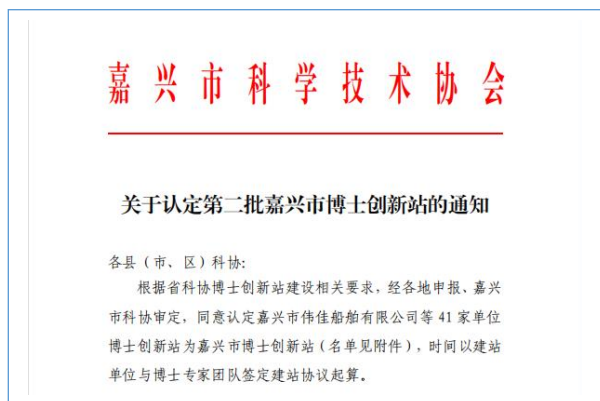 嘉兴市科学技术协会
关于认定第二批嘉兴市博士创新站的通知
各县（市、区）科协:
根据省科协博士创新站建设相关要求，经各地申报、嘉兴
市科协审定，同意认定嘉兴市伟佳船舶有限公司等 41 家单位
博士创新站为嘉兴市博士创新站（名单见附件），时间以建站
单位与博士专家团队签定建站协议起算。